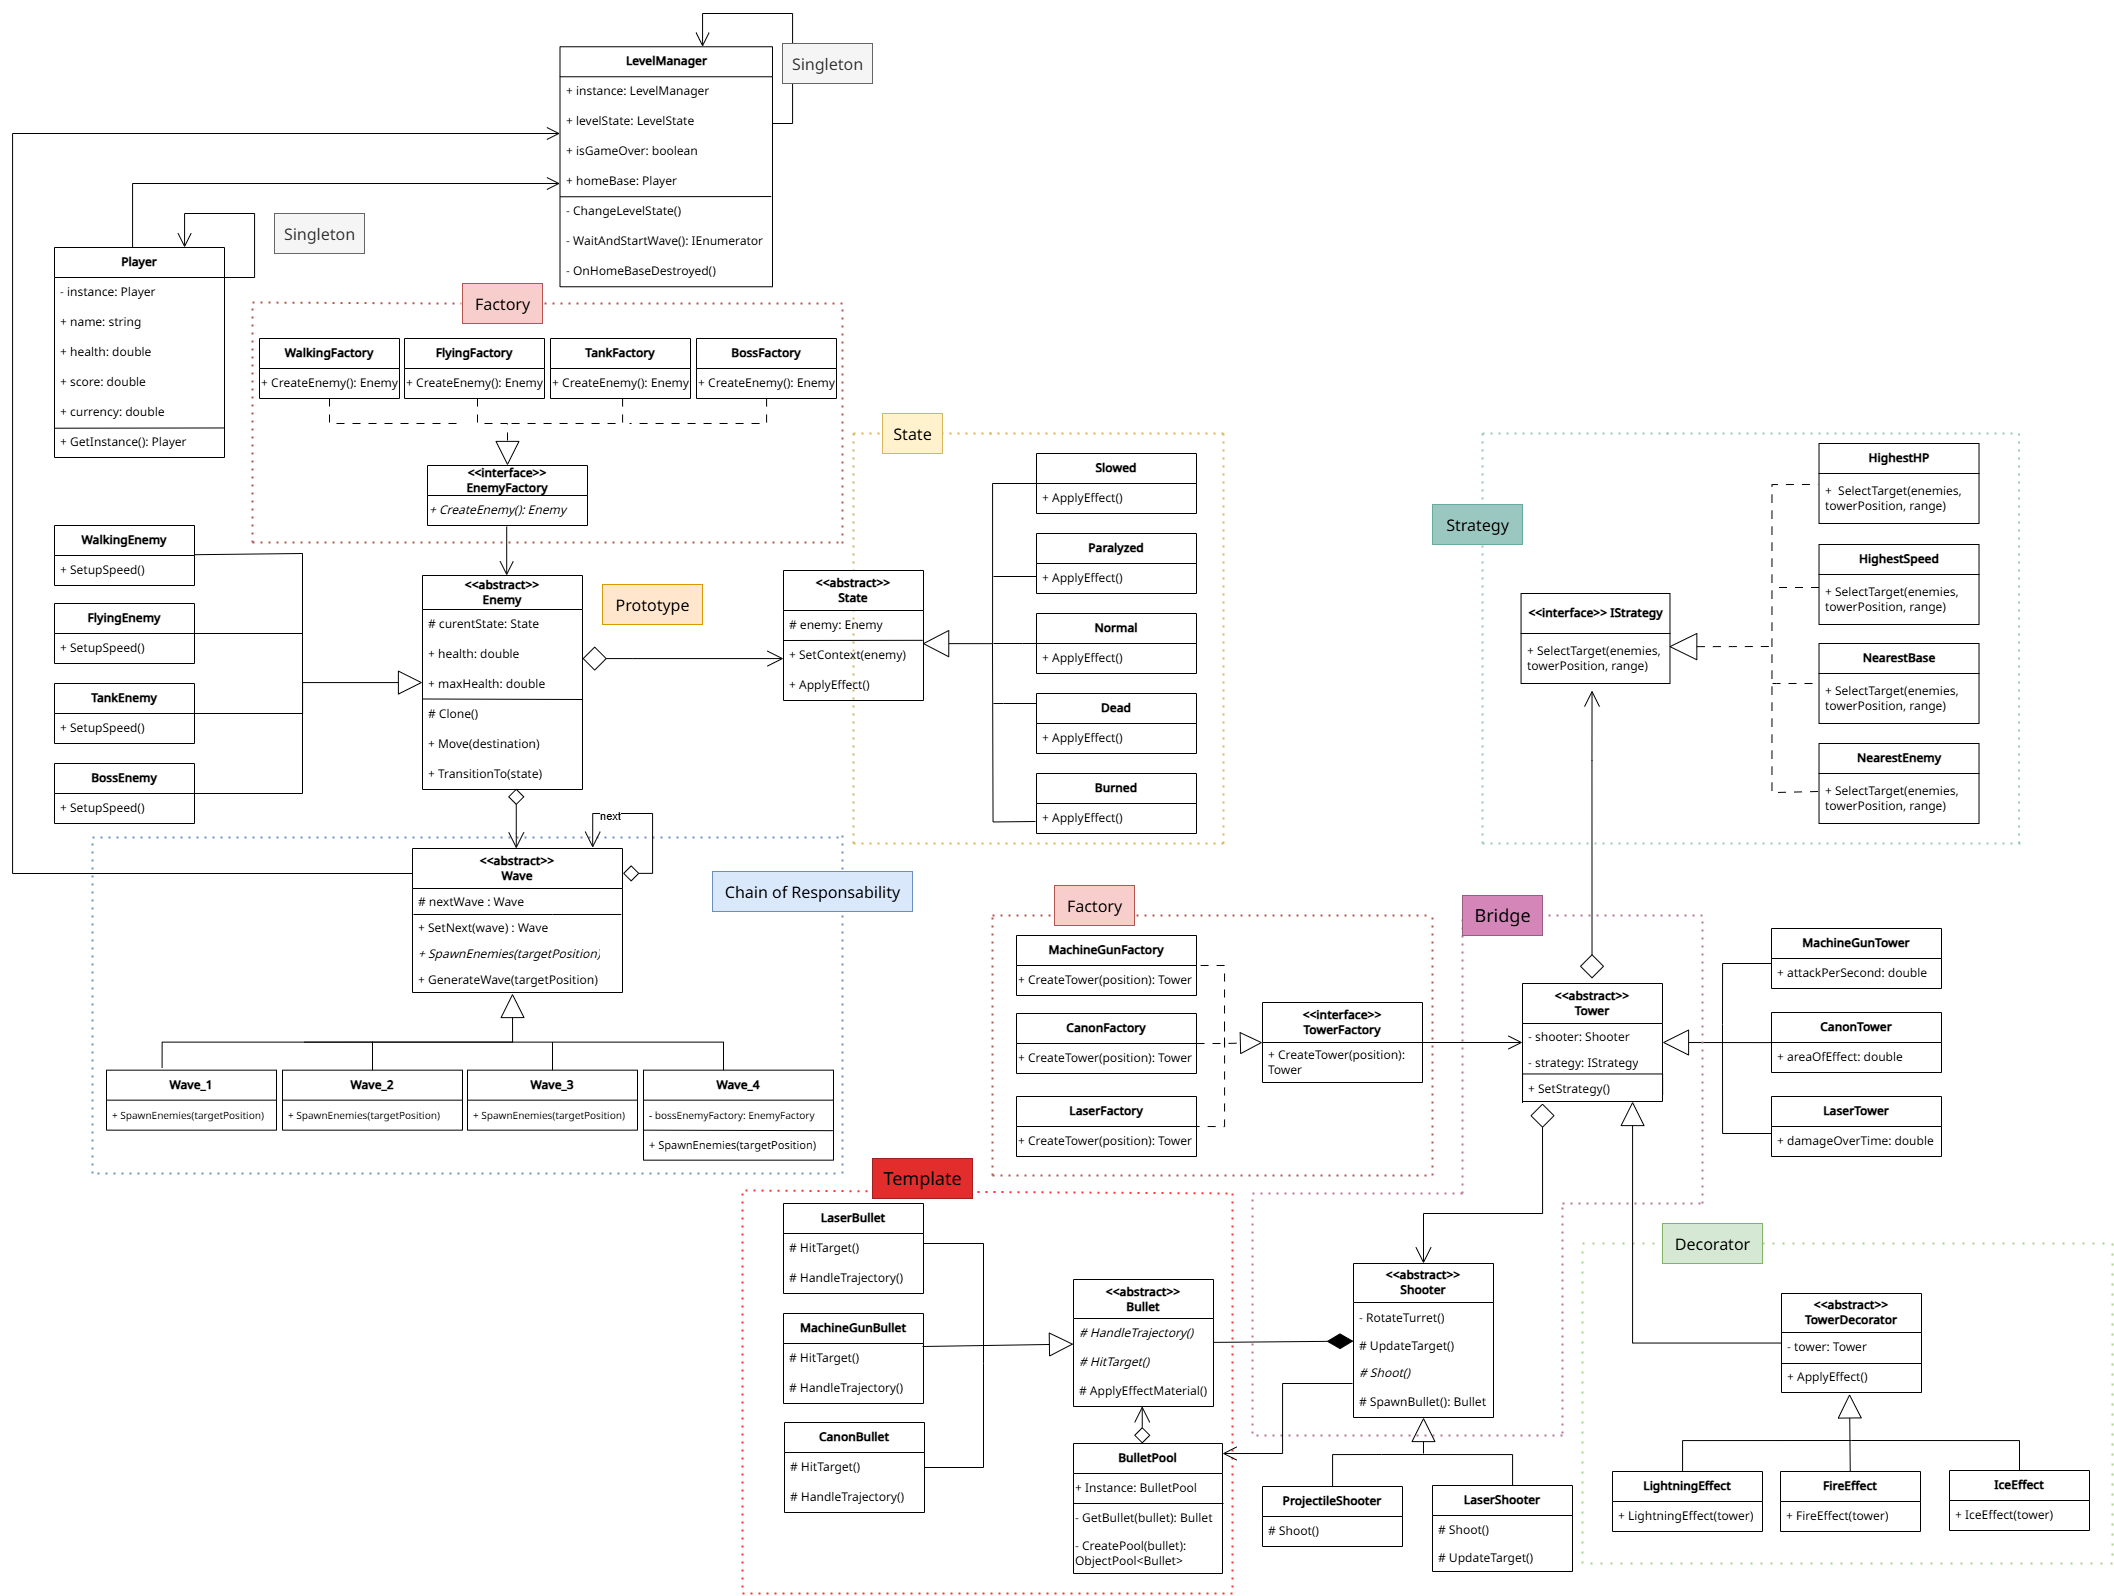 LevelManager
+ instance: LevelManager
+ levelState: LevelState
+ isGameOver: boolean
+ homeBase: Player
- ChangeLevelState()
- WaitAndStartWave(): IEnumerator
- OnHomeBaseDestroyed()
Singleton
Singleton
Player
- instance: Player
+ name: string
+ health: double
+ score: double
+ currency: double
+ GetInstance(): Player
Factory
WalkingFactory
+ CreateEnemy(): Enemy
FlyingFactory
+ CreateEnemy(): Enemy
TankFactory
+ CreateEnemy(): Enemy
BossFactory
+ CreateEnemy(): Enemy
<<interface>>
EnemyFactory
+ CreateEnemy(): Enemy
WalkingEnemy
+ SetupSpeed()
FlyingEnemy
+ SetupSpeed()
TankEnemy
+ SetupSpeed()
BossEnemy
+ SetupSpeed()
<<abstract>>
Enemy
# curentState: State
+ health: double
+ maxHealth: double
# Clone()
+ Move(destination)
+ TransitionTo(state)
Prototype
State
<<abstract>>
State
# enemy: Enemy
+ SetContext(enemy)
+ ApplyEffect()
Slowed
+ ApplyEffect()
Paralyzed
+ ApplyEffect()
Normal
+ ApplyEffect()
Dead
+ ApplyEffect()
Burned
+ ApplyEffect()
Strategy
<<interface>> IStrategy
+ SelectTarget(enemies,
towerPosition, range)
HighestHP
+  SelectTarget(enemies,
towerPosition, range)
HighestSpeed
+ SelectTarget(enemies,
towerPosition, range)
NearestBase
+ SelectTarget(enemies,
towerPosition, range)
NearestEnemy
+ SelectTarget(enemies,
towerPosition, range)
next
<<abstract>>
Wave
# nextWave : Wave
+ SetNext(wave) : Wave
+ SpawnEnemies(targetPosition)
+ GenerateWave(targetPosition)
Chain of Responsability
Wave_1
+ SpawnEnemies(targetPosition)
Wave_2
+ SpawnEnemies(targetPosition)
Wave_3
+ SpawnEnemies(targetPosition)
Wave_4
- bossEnemyFactory: EnemyFactory
+ SpawnEnemies(targetPosition)
Factory
MachineGunFactory
+ CreateTower(position): Tower
CanonFactory
+ CreateTower(position): Tower
LaserFactory
+ CreateTower(position): Tower
<<interface>>
TowerFactory
+ CreateTower(position):
Tower
Bridge
<<abstract>>
Tower
- shooter: Shooter
- strategy: IStrategy
+ SetStrategy()
MachineGunTower
+ attackPerSecond: double
CanonTower
+ areaOfEffect: double
LaserTower
+ damageOverTime: double
Template
LaserBullet
# HitTarget()
# HandleTrajectory()
MachineGunBullet
# HitTarget()
# HandleTrajectory()
CanonBullet
# HitTarget()
# HandleTrajectory()
<<abstract>>
Bullet
# HandleTrajectory()
# HitTarget()
# ApplyEffectMaterial()
BulletPool
+ Instance: BulletPool
- GetBullet(bullet): Bullet
- CreatePool(bullet):
ObjectPool<Bullet>
<<abstract>>
Shooter
- RotateTurret()
# UpdateTarget()
# Shoot()
# SpawnBullet(): Bullet
ProjectileShooter
# Shoot()
LaserShooter
# Shoot()
# UpdateTarget()
Decorator
<<abstract>>
TowerDecorator
- tower: Tower
+ ApplyEffect()
LightningEffect
+ LightningEffect(tower)
FireEffect
+ FireEffect(tower)
IceEffect
+ IceEffect(tower)